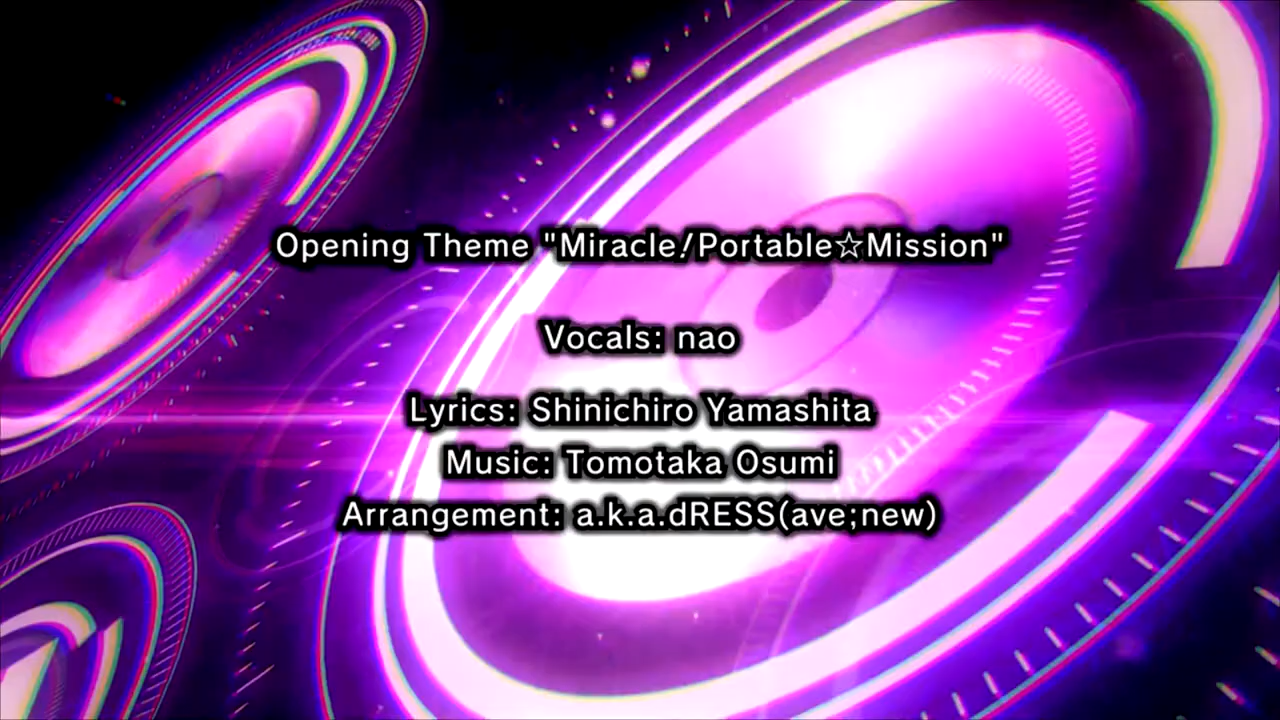 Opening Theme "Miracle!Portable☆Mission"
Vocals: nao
Lyrics: Shinichiro Yamashita
Music: Tomotaka Osumi
Arrangement: a.k.a.dRESS(ave;new)